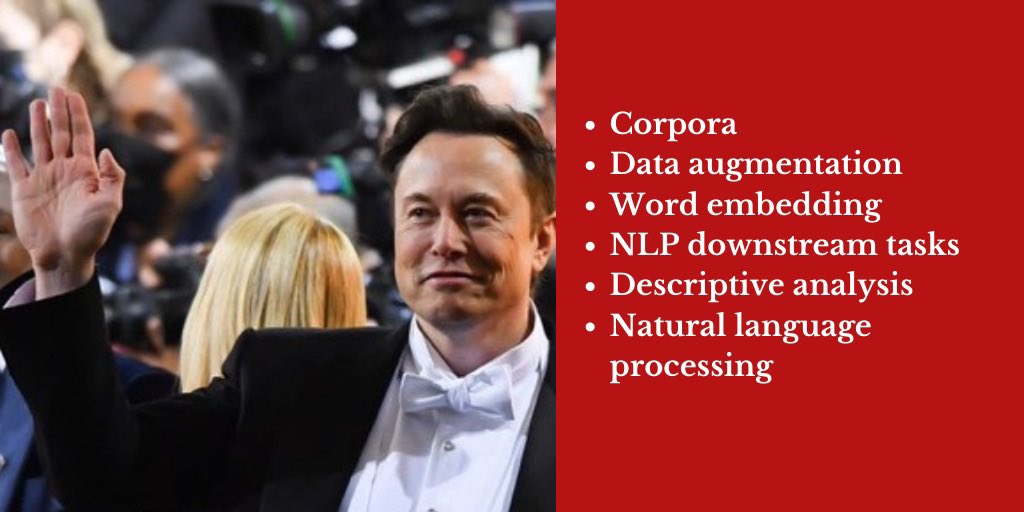 Corpora
Data augmentation
Word embedding
NLP downstream tasks
Descriptive analysis
Natural language
processing